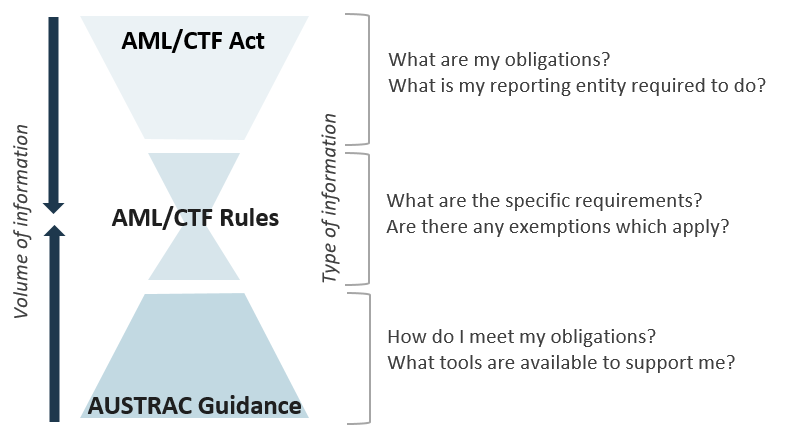 AML/CTF Act
What are my obligations?
What is my reporting entity required to do?
Volume of information
Type of information
AML/CTF Rules
What are the specific requirements?
Are there any exemptions which apply?
How do I meet my obligations?
What tools are available to support me?
AUSTRAC Guidance